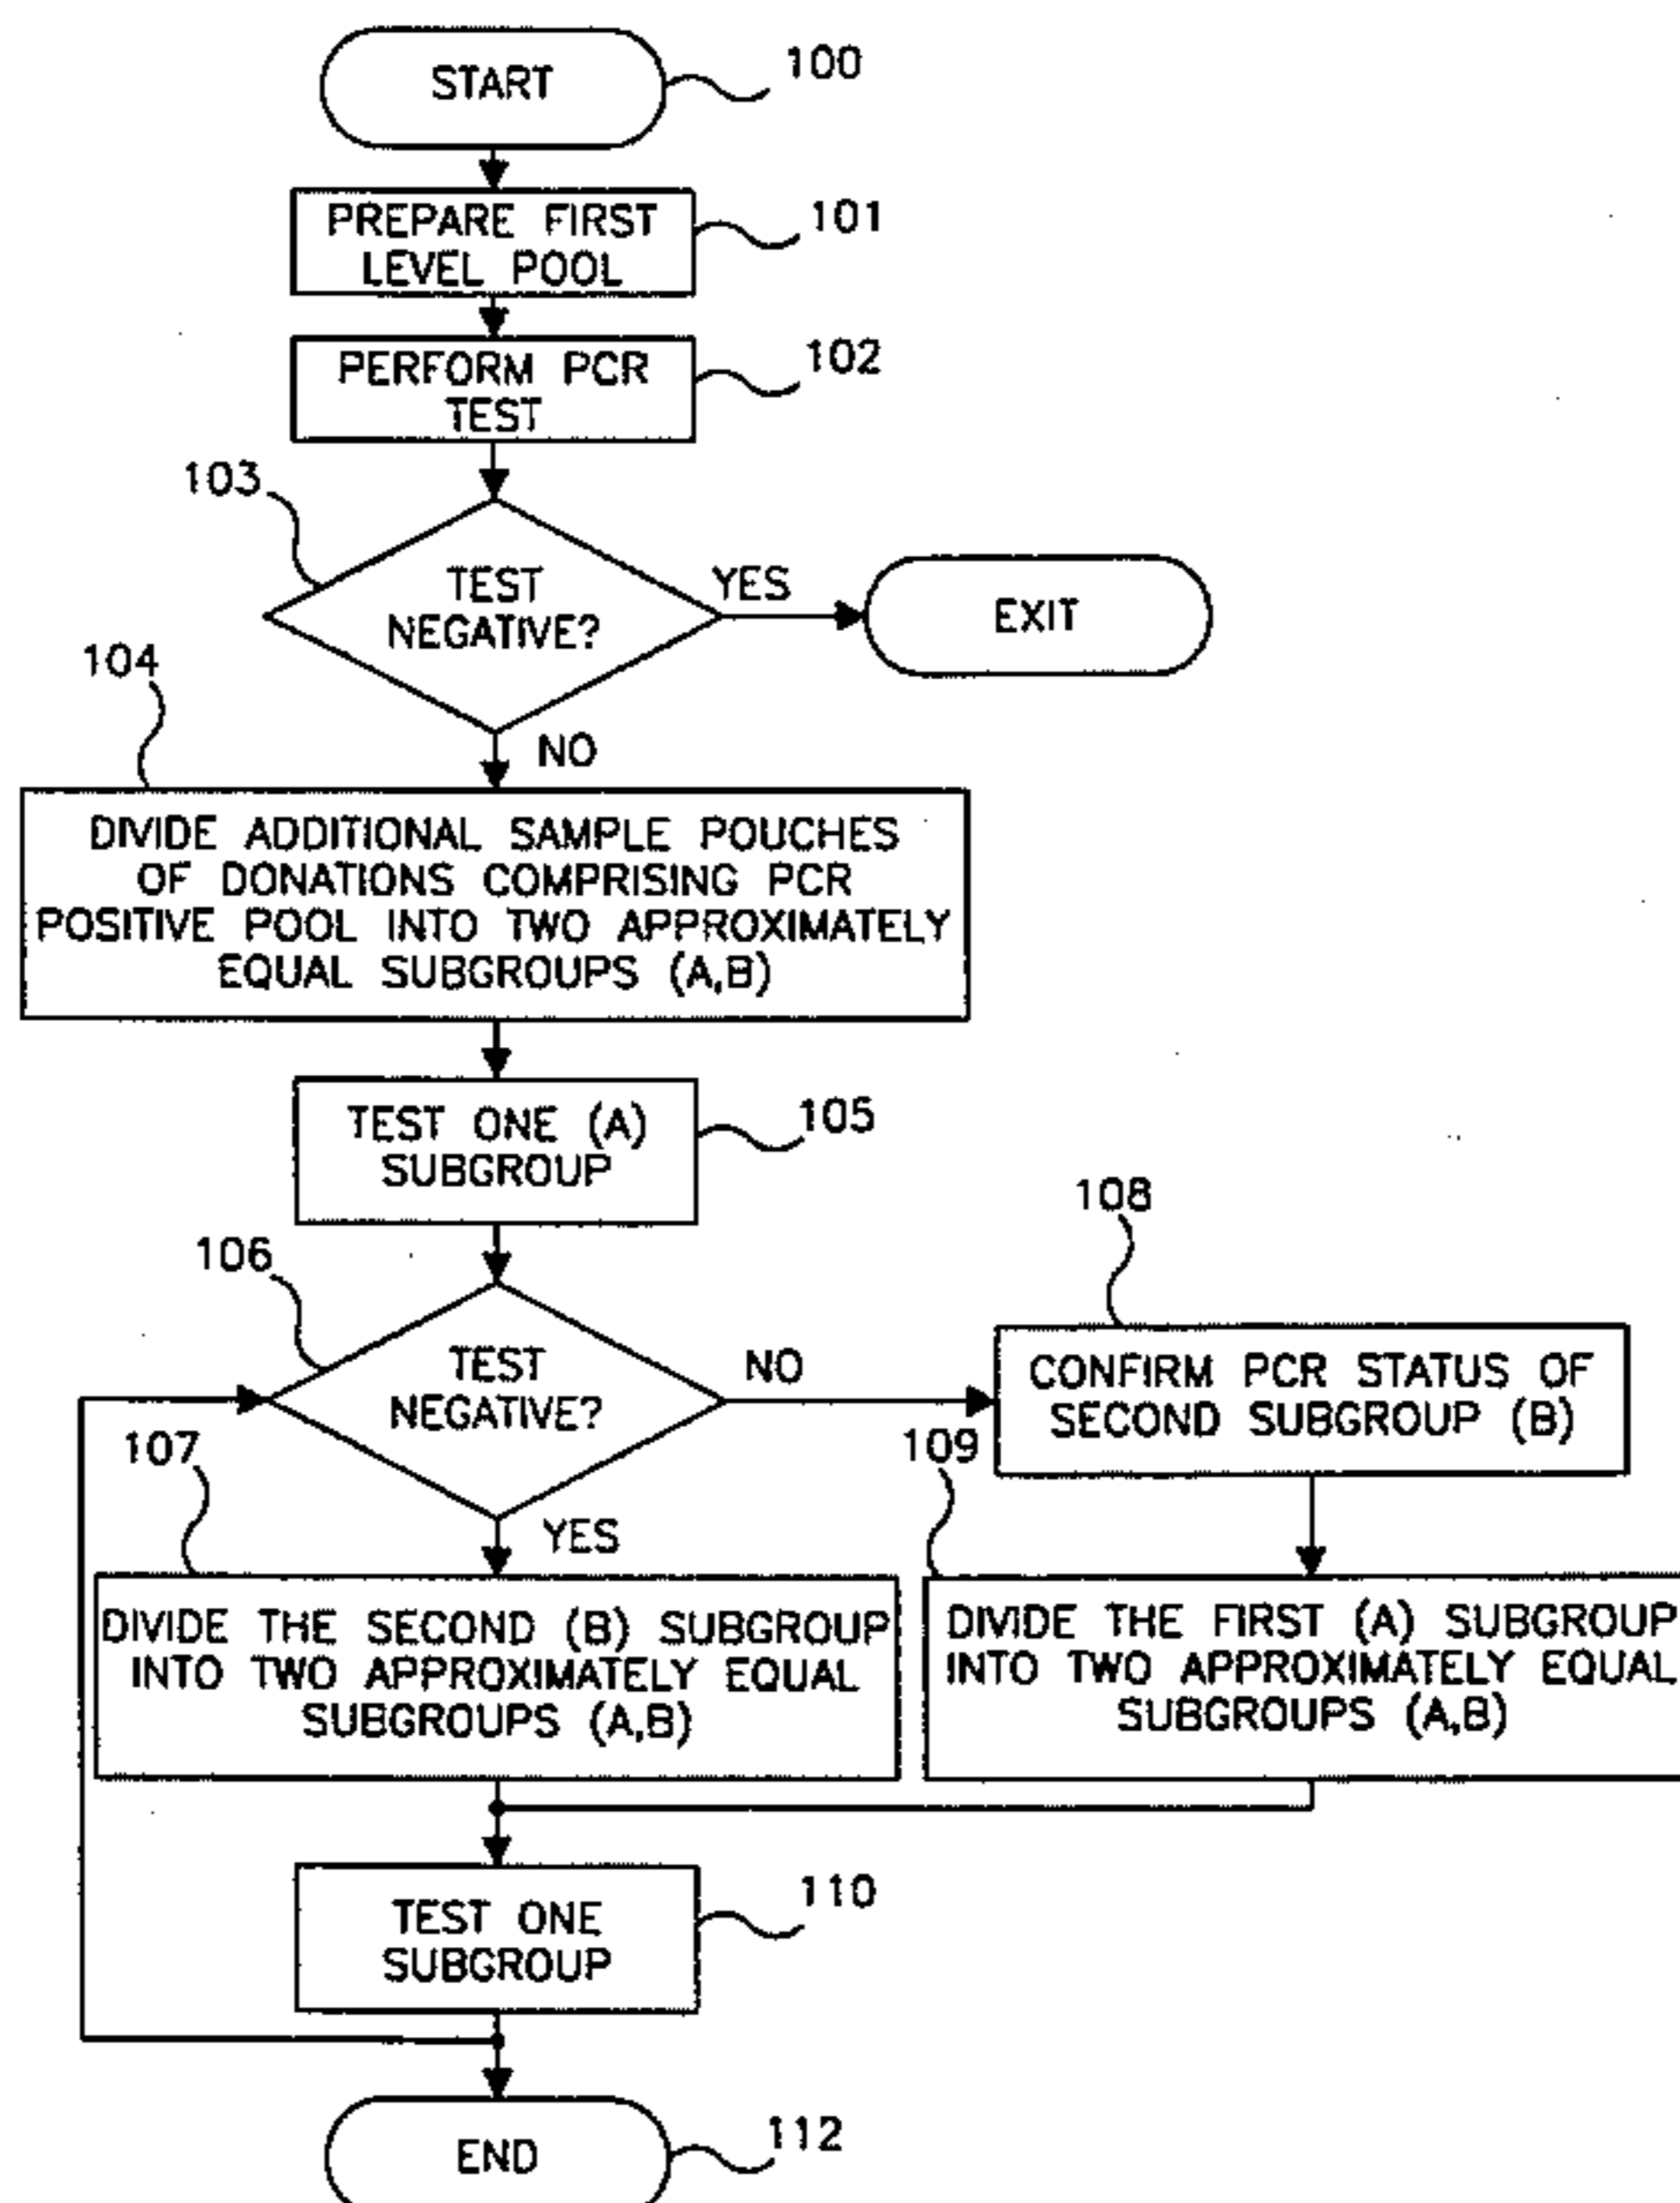 START
100
PREPARE FIRST
LEVEL POOL
101
PERFORM PCR
TEST
102
103
TEST
NEGATIVE?
YES
EXIT
104
NO
DIVIDE ADDITIONAL SAMPLE POUCHES
OF DONATIONS COMPRISING PCR
POSITIVE POOL INTO TWO APPROXIMATELY
EQUAL SUBGROUPS (A,B)
TEST ONE (A)
SUBGROUP
105
106
TEST
NEGATIVE?
NO
108
CONFIRM PCR STATUS OF
SECOND SUBGROUP (B)
107
YES
109
DIVIDE THE SECOND (B) SUBGROUP
INTO TWO APPROXIMATELY EQUAL
SUBGROUPS (A,B)
DIVIDE THE FIRST (A) SUBGROUP
INTO TWO APPROXIMATELY EQUAL
SUBGROUPS (A,B)
TEST ONE
SUBGROUP
110
END
112